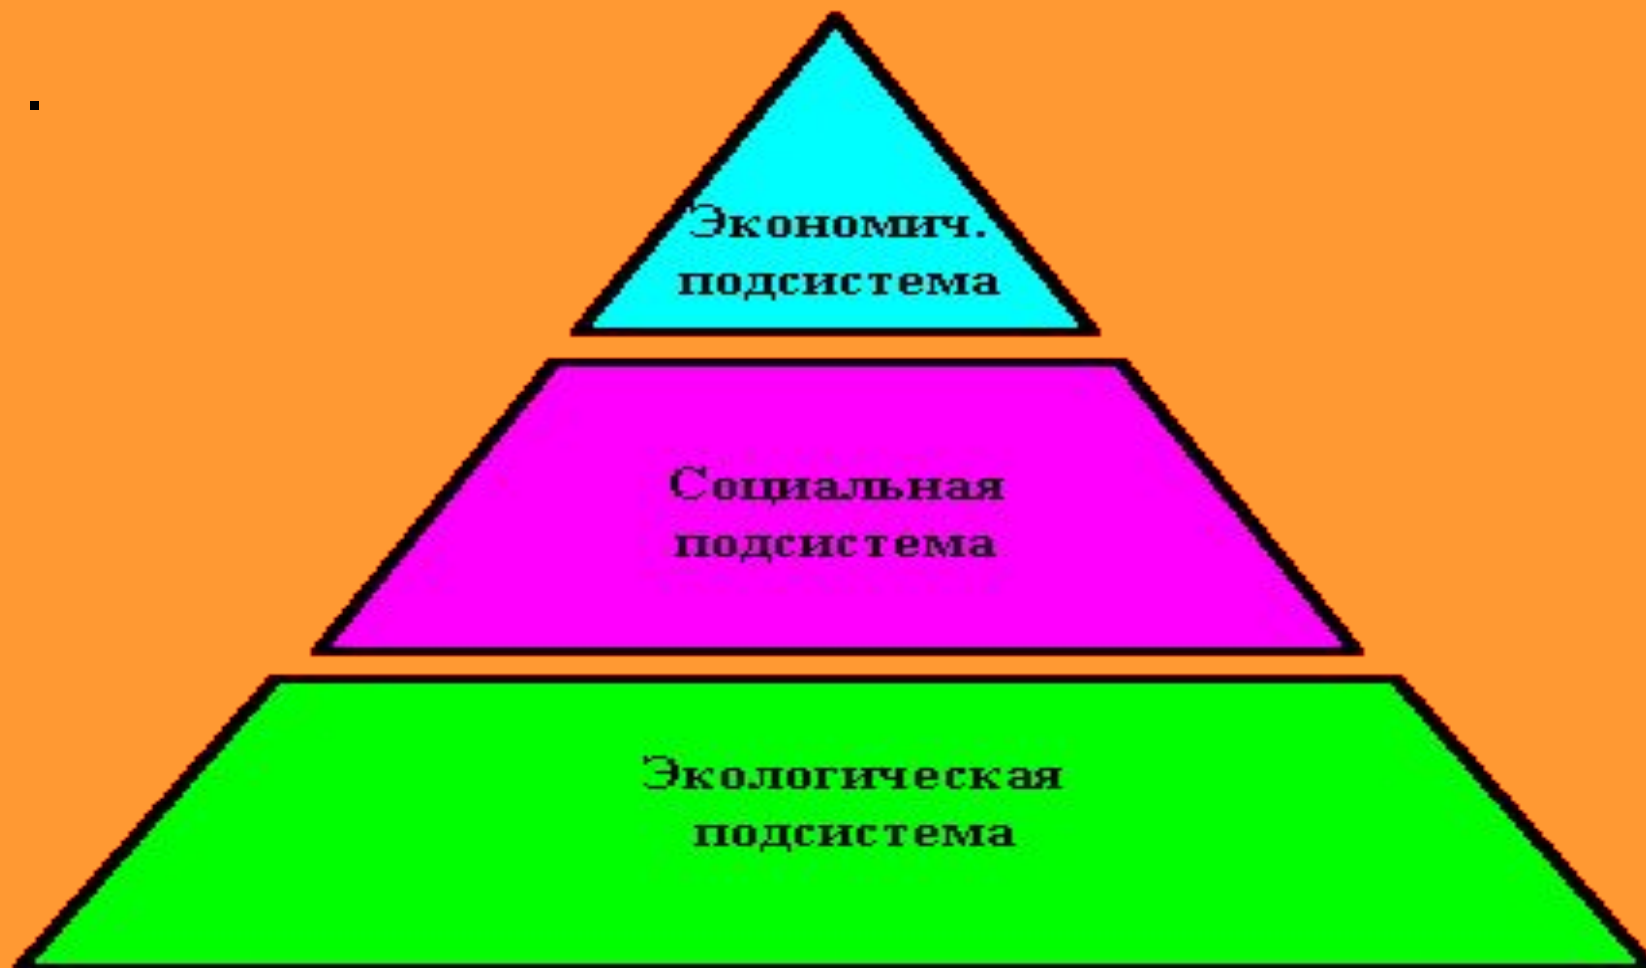 Экономич.
подсистема
Социальная
подсистема
Экологическая
подсистема